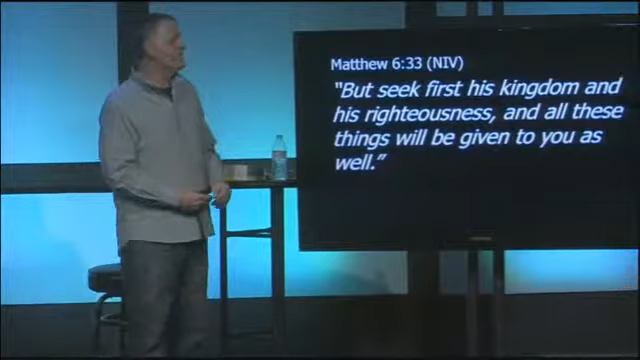 Matthew 6:33 (NIV)
"But seek first his kingdom and
his righteousness, and all these
things will be given to you as
well."